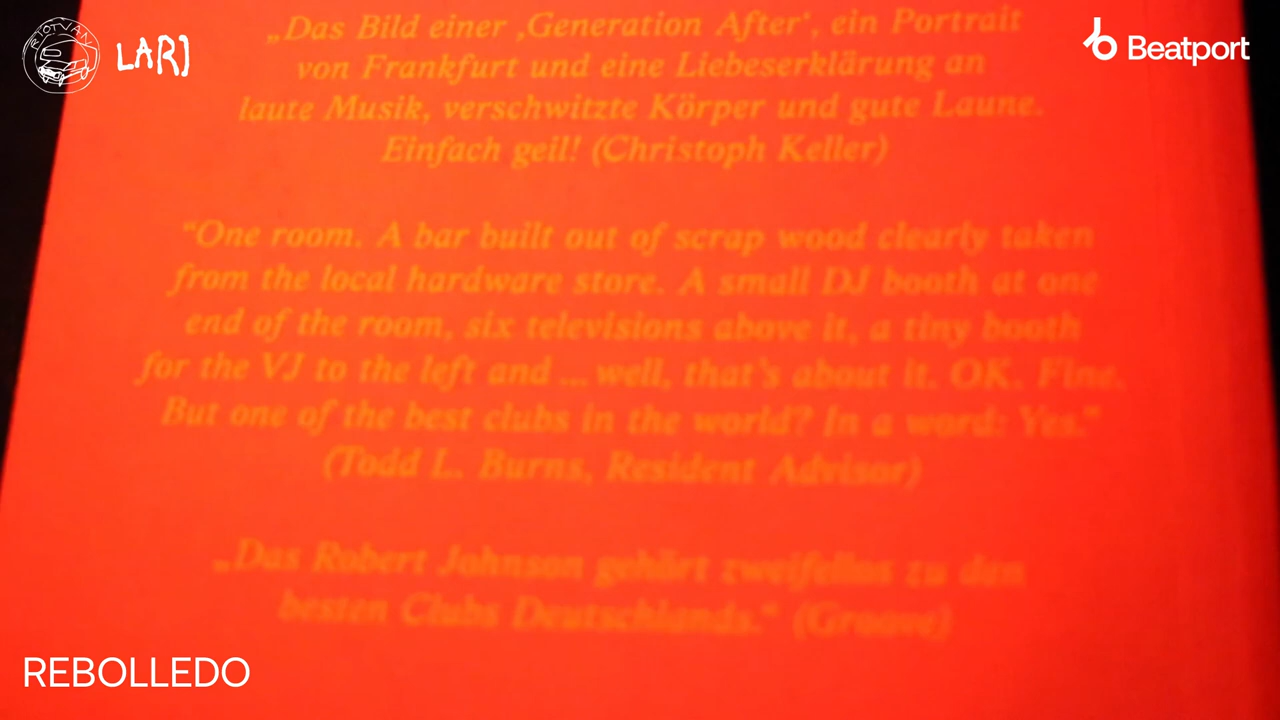 RIOTVAN
LARJ
Beatport
„Das Bild einer ‚Generation After‘, ein Portrait
von Frankfurt und eine Liebeserklärung an
laute Musik, verschwitzte Körper und gute Laune.
Einfach geil! (Christoph Keller)
"One room. A bar built out of scrap wood clearly taken
from the local hardware store. A small DJ booth at one
end of the room, six televisions above it, a tiny booth
for the VJ to the left and ... well, that's about it. OK. Fine.
But one of the best clubs in the world? In a word: Yes."
(Todd L. Burns, Resident Advisor)
„Das Robert Johnson gehört zweifellos zu den
besten Clubs Deutschlands.“ (Groove)
REBOLLEDO